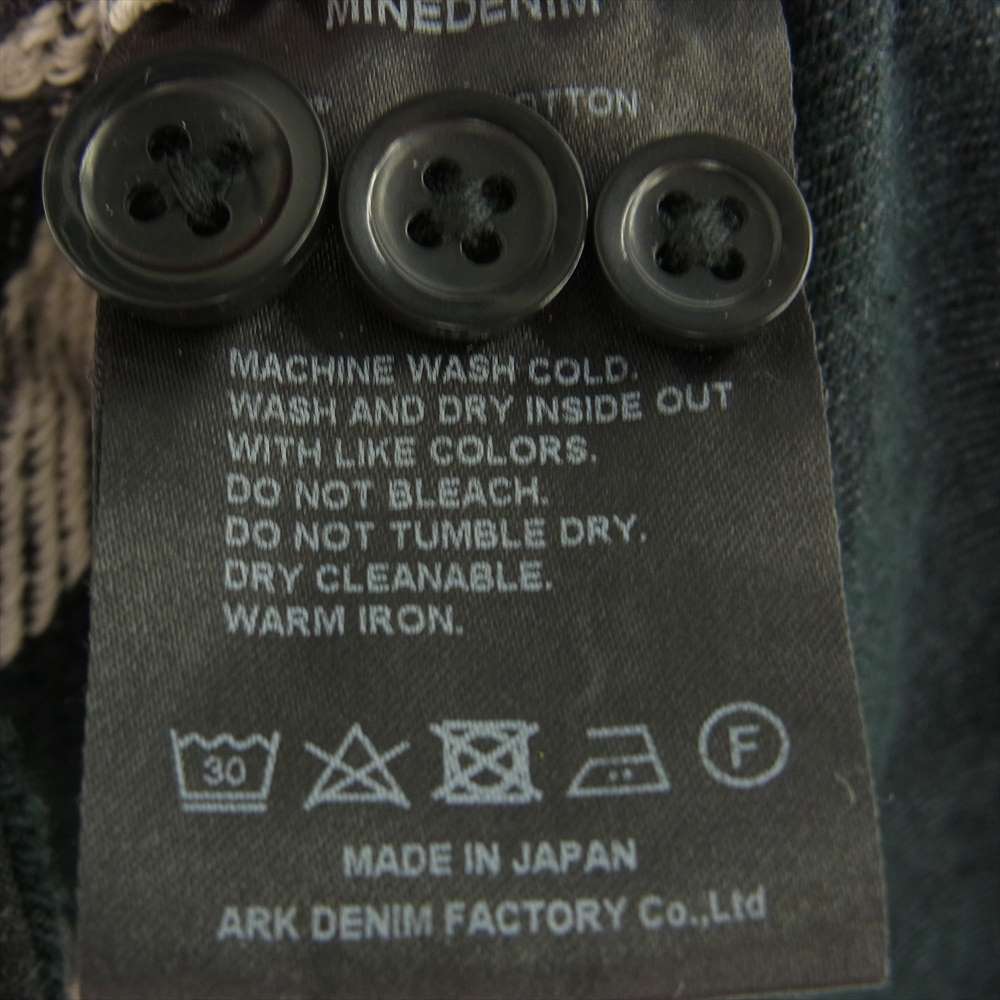 MINEDENIM
COTTON
MACHINE WASH COLD.
WASH AND DRY INSIDE OUT
WITH LIKE COLORS.
DO NOT BLEACH.
DO NOT TUMBLE DRY.
DRY CLEANABLE.
WARM IRON.
30
F
MADE IN JAPAN
ARK DENIM FACTORY Co.,Ltd